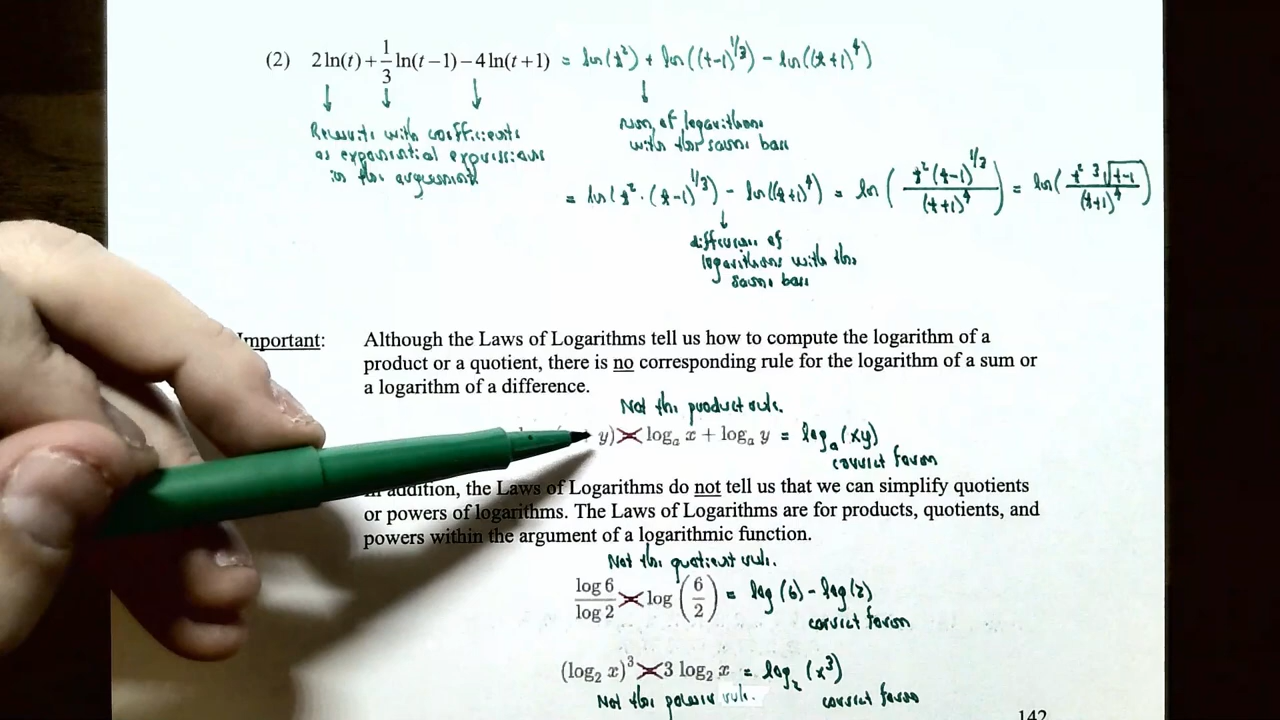 (2) 2 ln(t) + 1/3 ln(t − 1) − 4 ln(t + 1) = ln(t²) + ln((t-1)^1/3) - ln((t+1)^4)
↓ ↓ ↓ ↓
Rewrite with coefficients
as exponential expressions
in the argument
sum of logarithms
with the same base
= ln(t² · (t-1)^1/3) - ln((t+1)^4) = ln( t²(t-1)^1/3 / (t+1)^4 ) = ln( t² 3√t-1 / (t+1)^4 )
↓
difference of
logarithms with the
same base
Important: Although the Laws of Logarithms tell us how to compute the logarithm of a
product or a quotient, there is no corresponding rule for the logarithm of a sum or
a logarithm of a difference.
Not the product rule.
y) = logₐ x + logₐ y = logₐ(xy)
correct form
In addition, the Laws of Logarithms do not tell us that we can simplify quotients
or powers of logarithms. The Laws of Logarithms are for products, quotients, and
powers within the argument of a logarithmic function.
Not the quotient rule.
log 6 / log 2 = log (6/2) = log(6) - log(2)
correct form
(log₂ x)³ = 3 log₂ x = log₂(x³)
Not the power rule. correct form
142